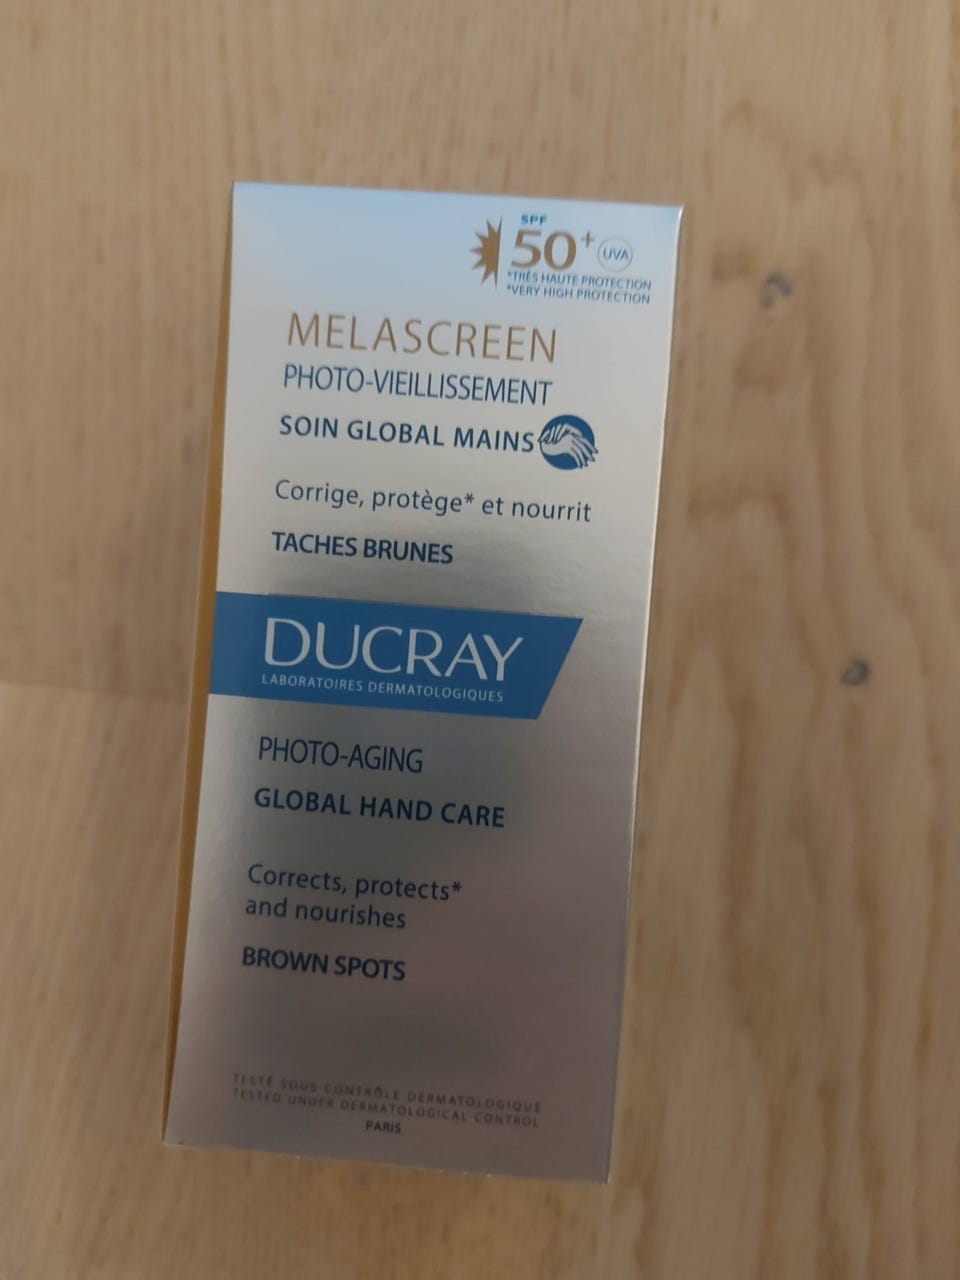 SPF
50+ UVA
*TRÈS HAUTE PROTECTION
*VERY HIGH PROTECTION
MELASCREEN
PHOTO-VIEILLISSEMENT
SOIN GLOBAL MAINS
Corrige, protège* et nourrit
TACHES BRUNES
DUCRAY
LABORATOIRES DERMATOLOGIQUES
PHOTO-AGING
GLOBAL HAND CARE
Corrects, protects*
and nourishes
BROWN SPOTS
TESTÉ SOUS CONTRÔLE DERMATOLOGIQUE
TESTED UNDER DERMATOLOGICAL CONTROL
PARIS